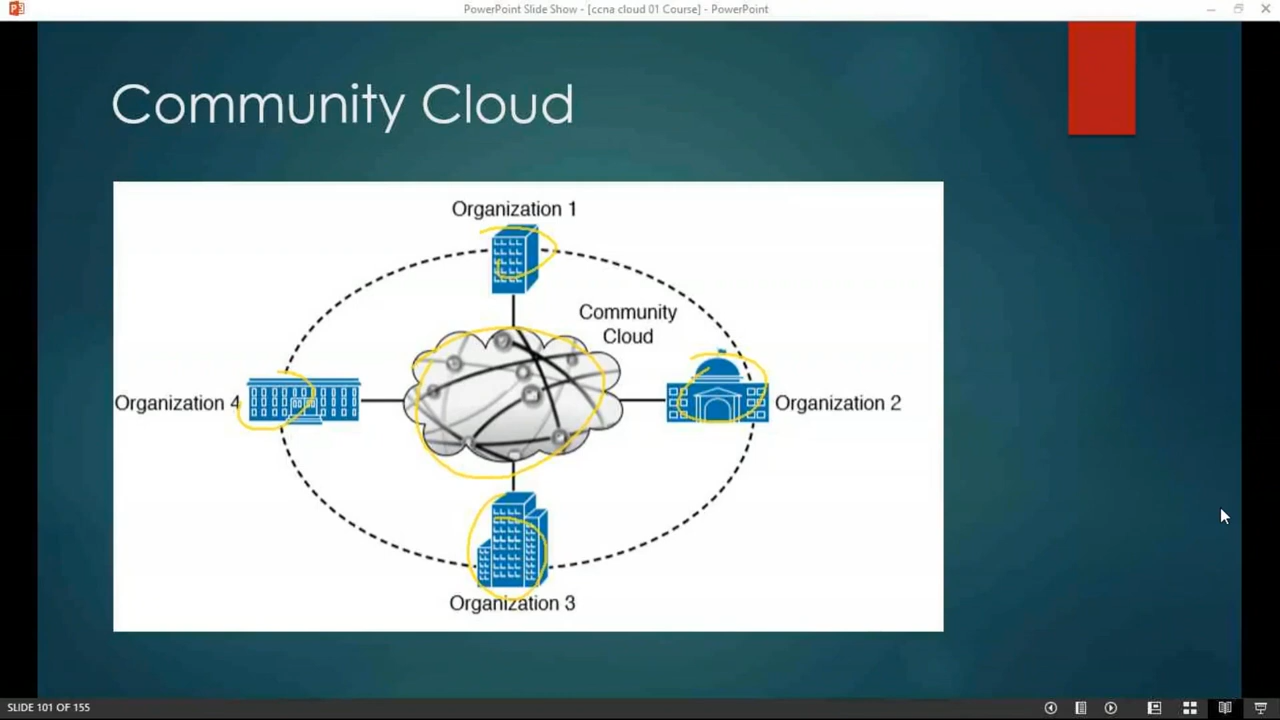 PowerPoint Slide Show - [ccna cloud 01 Course] - PowerPoint
Community Cloud
Organization 1
Community
Cloud
Organization 4
Organization 2
Organization 3
SLIDE 101 OF 155